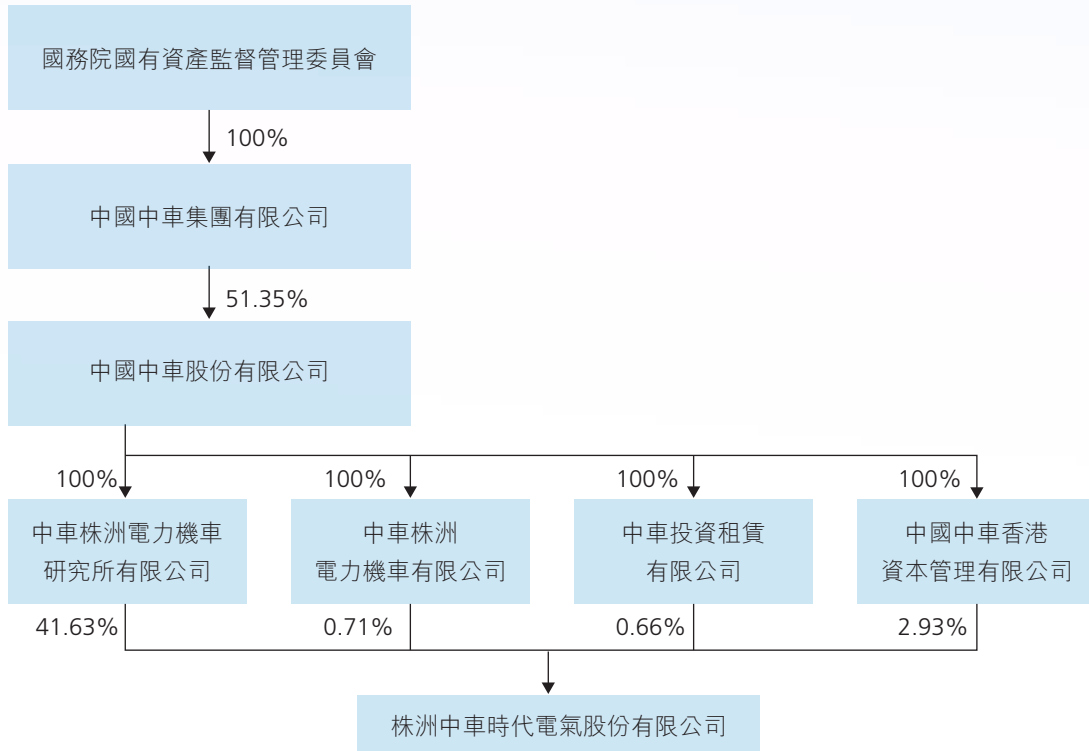 國務院國有資產監督管理委員會
100%
中國中車集團有限公司
51.35%
中國中車股份有限公司
100%
100%
100%
100%
中車株洲電力機車
研究所有限公司
中車株洲
電力機車有限公司
中車投資租賃
有限公司
中國中車香港
資本管理有限公司
41.63%
0.71%
0.66%
2.93%
株洲中車時代電氣股份有限公司